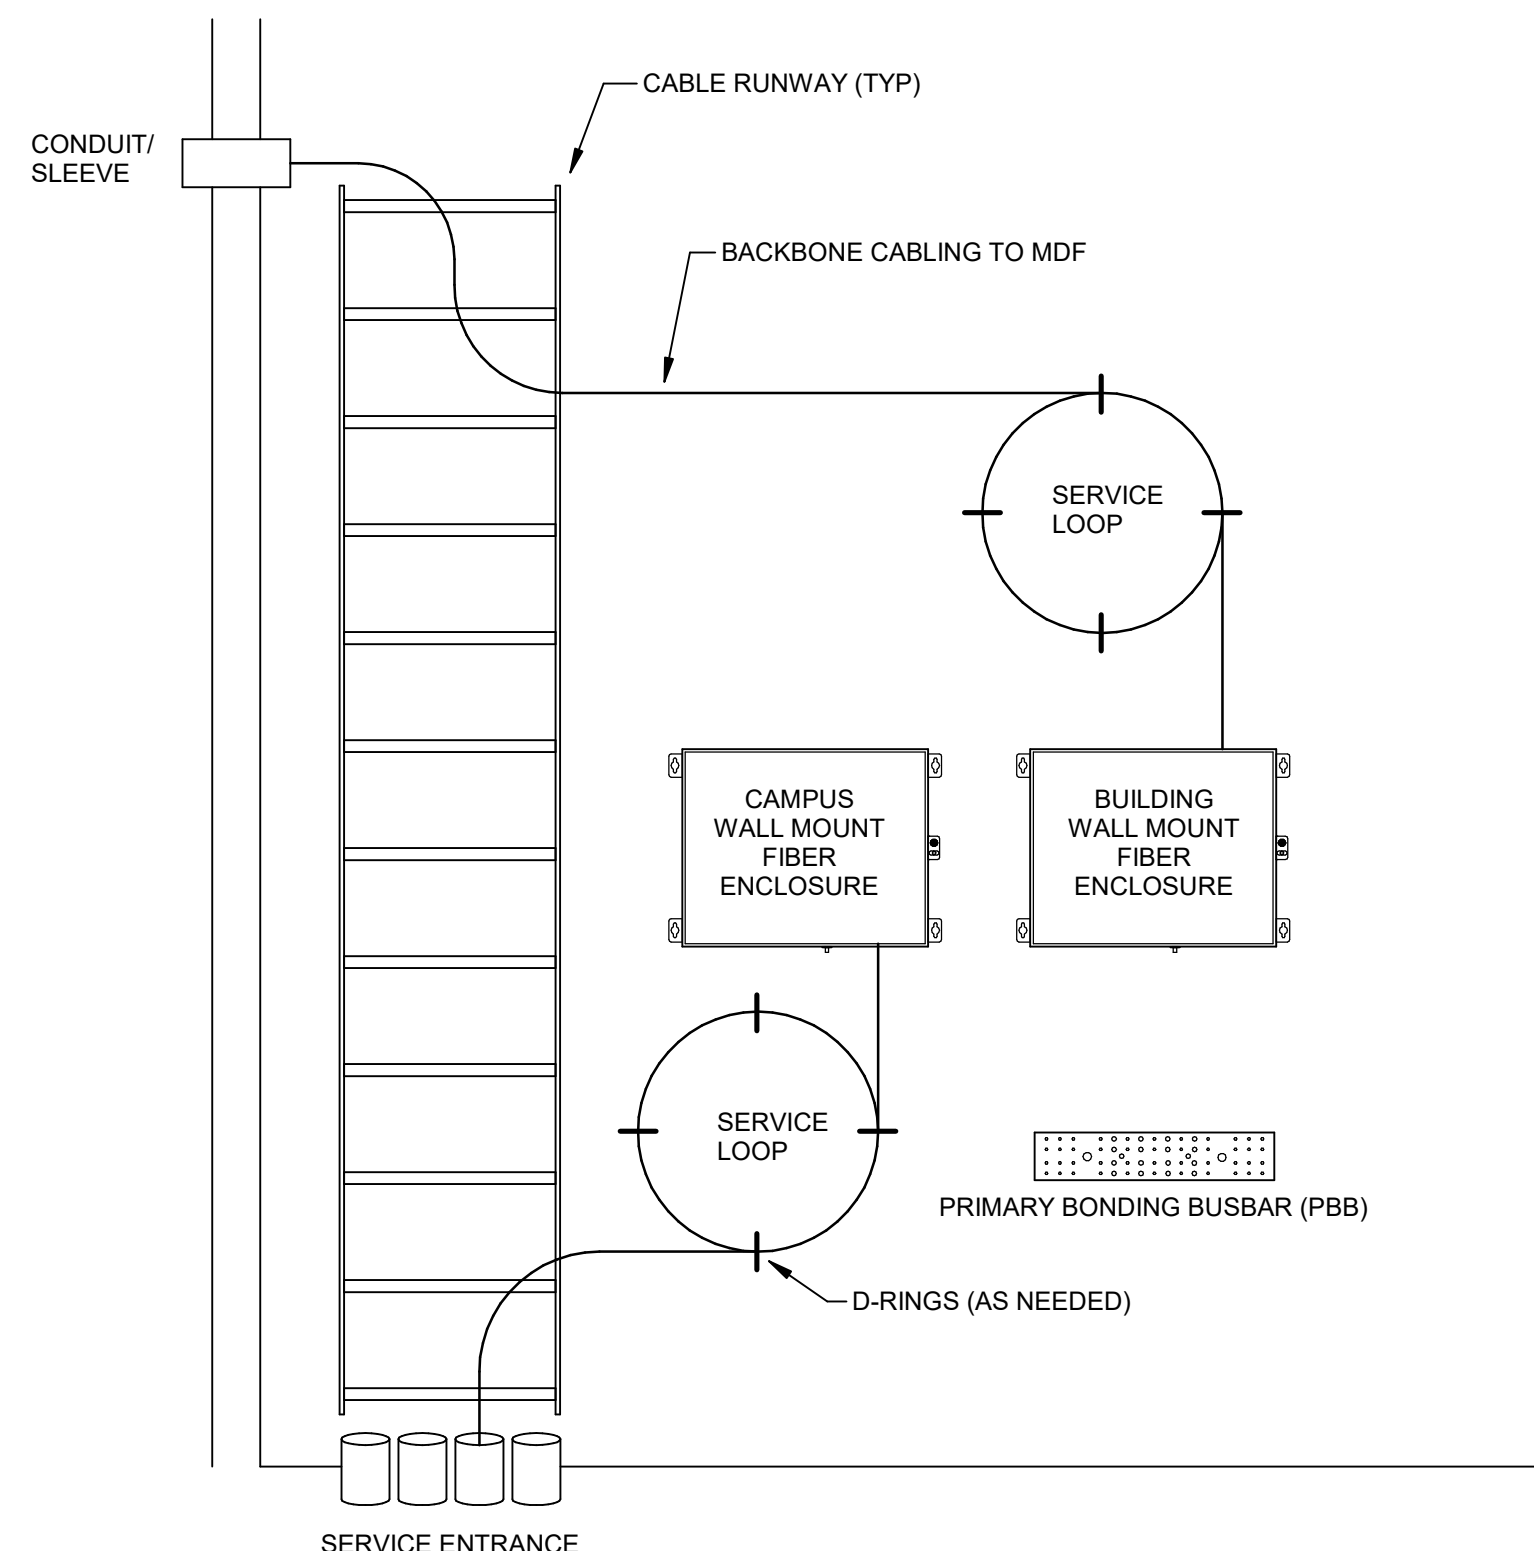 CABLE RUNWAY (TYP)
CONDUIT/
SLEEVE
BACKBONE CABLING TO MDF
SERVICE
LOOP
CAMPUS
WALL MOUNT
FIBER
ENCLOSURE
BUILDING
WALL MOUNT
FIBER
ENCLOSURE
SERVICE
LOOP
PRIMARY BONDING BUSBAR (PBB)
D-RINGS (AS NEEDED)
SERVICE ENTRANCE